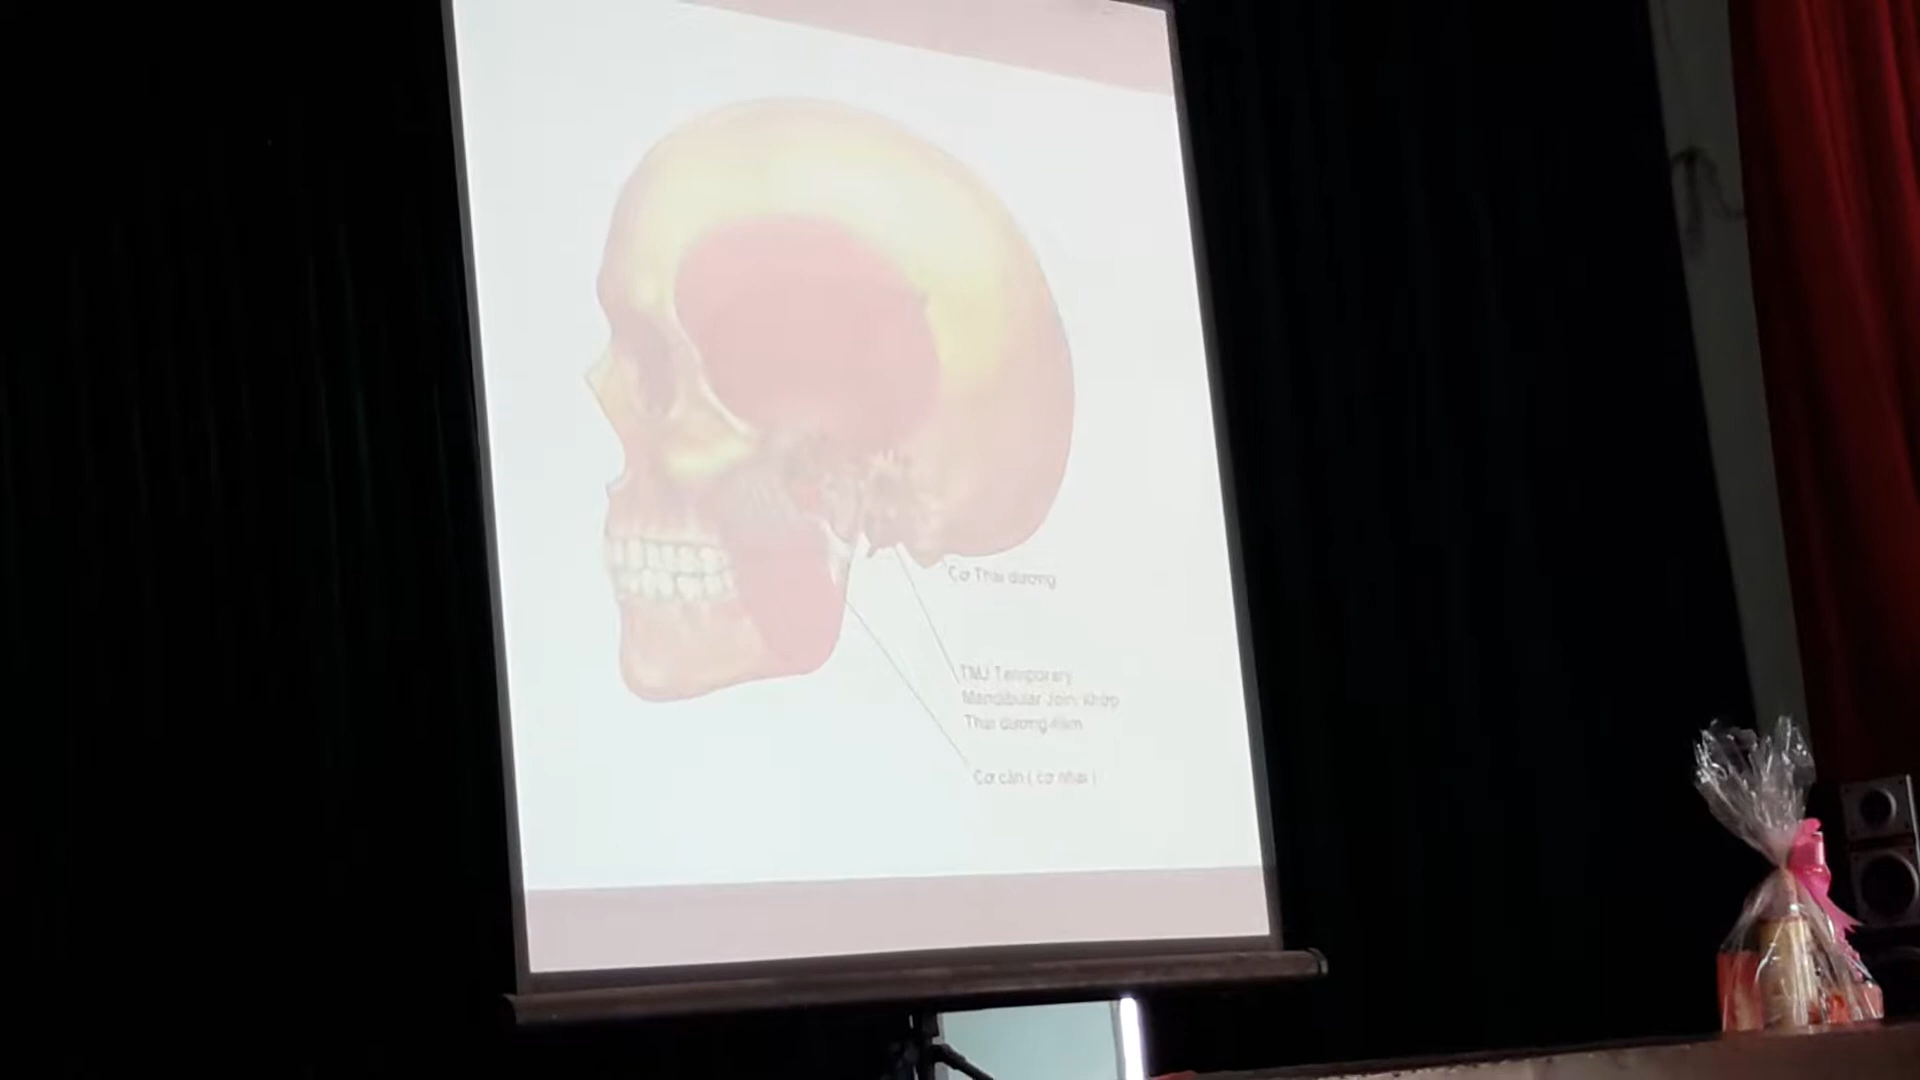 Cơ Thái dương
TMJ Temporary
Mandibular Join: Khớp
Thái dương hàm
Cơ cắn ( cơ nhai )